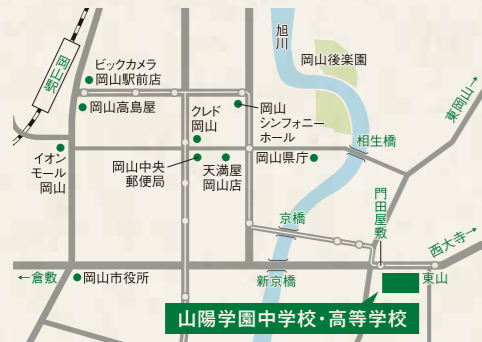 旭川
岡山後楽園
岡山駅
ビックカメラ
岡山駅前店
東岡山→
岡山高島屋
岡山
シンフォニー
ホール
クレド
岡山
相生橋
イオン
モール
岡山
岡山中央
郵便局
天満屋
岡山店
岡山県庁
門田屋敷
京橋
西大寺→
←倉敷
岡山市役所
新京橋
東山
山陽学園中学校・高等学校